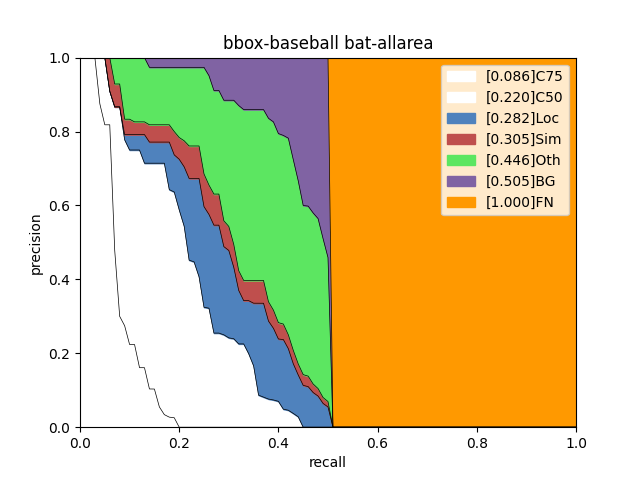 bbox-baseball bat-allarea
1.0
0.8
0.6
0.4
0.2
0.0
precision
[0.086]C75
[0.220]C50
[0.282]Loc
[0.305]Sim
[0.446]Oth
[0.505]BG
[1.000]FN
0.0 0.2 0.4 0.6 0.8 1.0
recall